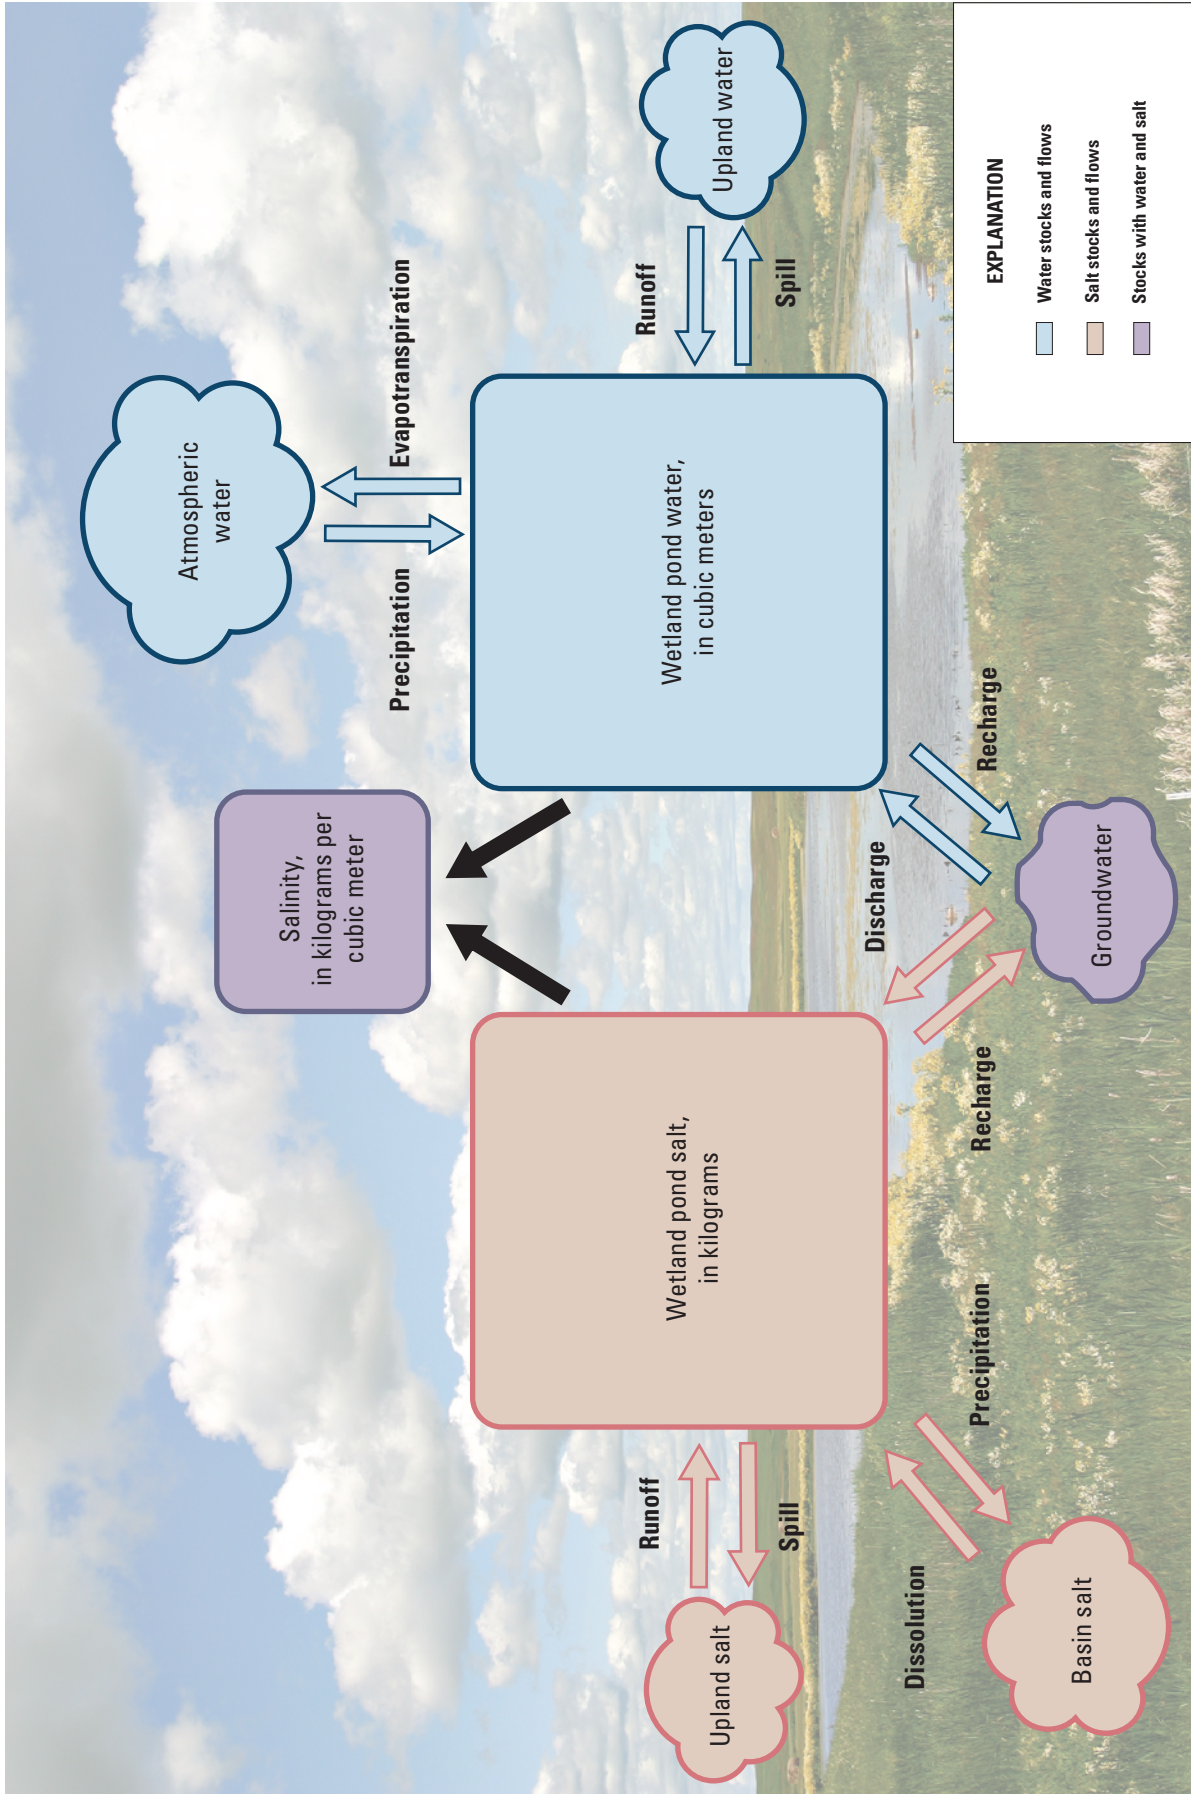 Atmospheric
water
Salinity,
in kilograms per
cubic meter
Precipitation
Evapotranspiration
Runoff
Upland salt
Spill
Wetland pond salt,
in kilograms
Wetland pond water,
in cubic meters
Runoff
Upland water
Spill
Dissolution
Basin salt
Precipitation
Recharge
Discharge
Groundwater
Recharge
EXPLANATION
Water stocks and flows
Salt stocks and flows
Stocks with water and salt